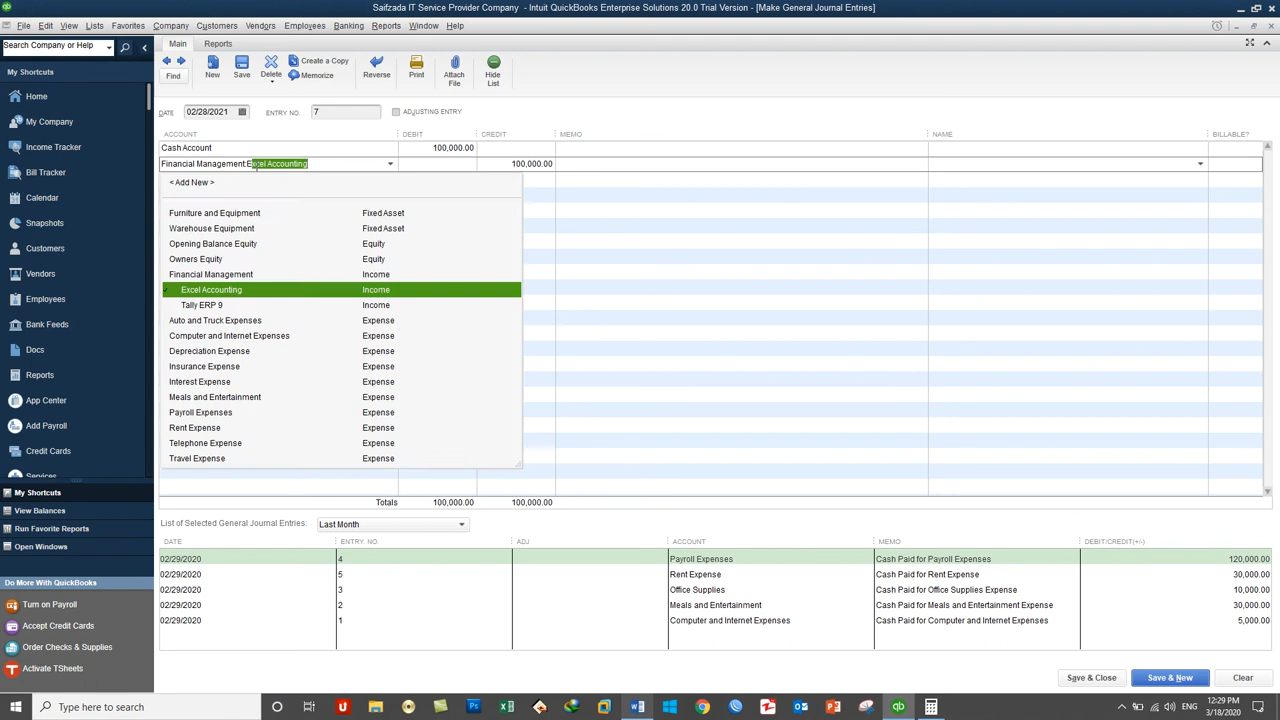 Saifzada IT Service Provider Company - Intuit QuickBooks Enterprise Solutions 20.0 Trial Version - [Make General Journal Entries]
File Edit View Lists Favorites Company Customers Vendors Employees Banking Reports Window Help
Search Company or Help
Main Reports
Find New Save Delete Create a Copy Memorize Reverse Print Attach File Hide List
My Shortcuts
Home
My Company
Income Tracker
Bill Tracker
Calendar
Snapshots
Customers
Vendors
Employees
Bank Feeds
Docs
Reports
App Center
Add Payroll
Credit Cards
Services
My Shortcuts
View Balances
Run Favorite Reports
Open Windows
Do More With QuickBooks
Turn on Payroll
Accept Credit Cards
Order Checks & Supplies
Activate TSheets
DATE 02/28/2021 ENTRY NO. 7 ADJUSTING ENTRY
ACCOUNT DEBIT CREDIT MEMO NAME BILLABLE?
Cash Account 100,000.00
Financial Management:Excel Accounting 100,000.00
< Add New >
Furniture and Equipment Fixed Asset
Warehouse Equipment Fixed Asset
Opening Balance Equity Equity
Owners Equity Equity
Financial Management Income
Excel Accounting Income
Tally ERP 9 Income
Auto and Truck Expenses Expense
Computer and Internet Expenses Expense
Depreciation Expense Expense
Insurance Expense Expense
Interest Expense Expense
Meals and Entertainment Expense
Payroll Expenses Expense
Rent Expense Expense
Telephone Expense Expense
Travel Expense Expense
Totals 100,000.00 100,000.00
List of Selected General Journal Entries: Last Month
DATE ENTRY. NO. ADJ ACCOUNT MEMO DEBIT/CREDIT(+/-)
02/29/2020 4 Payroll Expenses Cash Paid for Payroll Expenses 120,000.00
02/29/2020 5 Rent Expense Cash Paid for Rent Expense 30,000.00
02/29/2020 3 Office Supplies Cash Paid for Office Supplies Expense 10,000.00
02/29/2020 2 Meals and Entertainment Cash Paid for Meals and Entertainment Expense 30,000.00
02/29/2020 1 Computer and Internet Expenses Cash Paid for Computer and Internet Expenses 5,000.00
Save & Close Save & New Clear
Type here to search
12:29 PM
3/18/2020